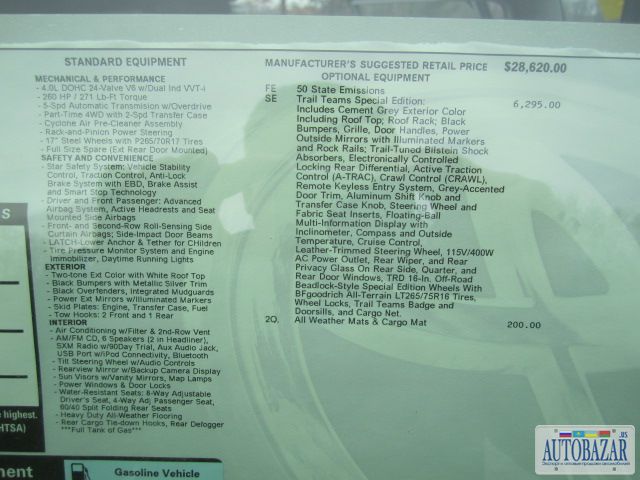 STANDARD EQUIPMENT
MECHANICAL & PERFORMANCE
- 4.0L DOHC 24-Valve V6 w/Dual Ind VVT-i
- 260 HP / 271 Lb-Ft Torque
- 5-Spd Automatic Transmision w/Overdrive
- Part-Time 4WD with 2-Spd Transfer Case
- Cyclone Air Pre-Cleaner Assembly
- Rack-and-Pinion Power Steering
- 17" Steel Wheels with P265/70R17 Tires
- Full Size Spare (Ext Rear Door Mounted)
SAFETY AND CONVENIENCE
- Star Safety System: Vehicle Stability
Control, Traction Control, Anti-Lock
Brake System with EBD, Brake Assist
and Smart Stop Technology
- Driver and Front Passenger: Advanced
Airbag System, Active Headrests and Seat
Mounted Side Airbags
- Front- and Second-Row Roll-Sensing Side
Curtain Airbags; Side-Impact Door Beams
- LATCH-Lower Anchor & Tether for CHildren
- Tire Pressure Monitor System and Engine
Immobilizer, Daytime Running Lights
EXTERIOR
- Two-tone Ext Color with White Roof Top
- Black Bumpers with Metallic Silver Trim
- Black Overfenders, Integrated Mudguards
- Power Ext Mirrors w/Illuminated Markers
- Skid Plates: Engine, Transfer Case, Fuel
- Tow Hooks: 2 Front and 1 Rear
INTERIOR
- Air Conditioning w/Filter & 2nd-Row Vent
- AM/FM CD, 6 Speakers (2 in Headliner),
SXM Radio w/90Day Trial, Aux Audio Jack,
USB Port w/iPod Connectivity, Bluetooth
- Tilt Steering Wheel w/Audio Controls
- Rearview Mirror w/Backup Camera Display
- Sun Visors w/Vanity Mirrors, Map Lamps
- Power Windows & Door Locks
- Water-Resistant Seats: 8-Way Adjustable
Driver's Seat, 4-Way Adj Passenger Seat,
60/40 Split Folding Rear Seats
- Heavy Duty All-Weather Flooring
- Rear Cargo Tie-down Hooks, Rear Defogger
***Full Tank of Gas***
MANUFACTURER'S SUGGESTED RETAIL PRICE $28,620.00
OPTIONAL EQUIPMENT
FE 50 State Emissions
SE Trail Teams Special Edition: 6,295.00
Includes Cement Grey Exterior Color
Including Roof Top; Roof Rack; Black
Bumpers, Grille, Door Handles, Power
Outside Mirrors with Illuminated Markers
and Rock Rails; Trail-Tuned Bilstein Shock
Absorbers, Electronically Controlled
Locking Rear Differential, Active Traction
Control (A-TRAC), Crawl Control (CRAWL),
Remote Keyless Entry System, Grey-Accented
Door Trim, Aluminum Shift Knob and
Transfer Case Knob, Steering Wheel and
Fabric Seat Inserts, Floating-Ball
Multi-Information Display with
Inclinometer, Compass and Outside
Temperature, Cruise Control,
Leather-Trimmed Steering Wheel, 115V/400W
AC Power Outlet, Rear Wiper, and Rear
Privacy Glass On Rear Side, Quarter, and
Rear Door Windows, TRD 16-In. Off-Road
Beadlock-Style Special Edition Wheels With
BFgoodrich All-Terrain LT265/75R16 Tires,
Wheel Locks, Trail Teams Badge and
Doorsills, and Cargo Net.
2Q. All Weather Mats & Cargo Mat 200.00
S
e highest.
HTSA)
ment
Gasoline Vehicle
AUTOBAZAR
.US